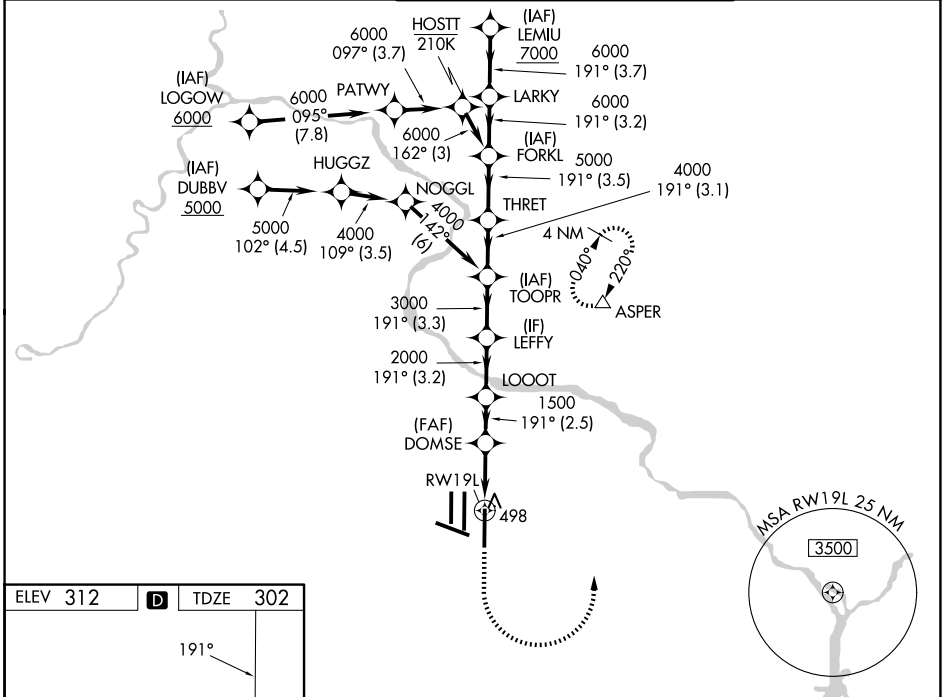 (IAF)
LEMIU
7000
HOSTT
210K
6000
097° (3.7)
6000
191° (3.7)
(IAF)
LOGOW
6000
PATWY
LARKY
6000
095°
(7.8)
6000
191° (3.2)
6000
162° (3)
(IAF)
FORKL
5000
191° (3.5)
(IAF)
DUBBV
5000
HUGGZ
NOGGL
4000
191° (3.1)
THRET
5000
102° (4.5)
4000
109° (3.5)
4000
142°
(6)
4 NM
040°
220°
ASPER
(IAF)
TOOPR
3000
191° (3.3)
(IF)
LEFFY
2000
191° (3.2)
LOOOT
1500
191° (2.5)
(FAF)
DOMSE
RW19L
498
MSA RW19L 25 NM
3500
ELEV 312 D TDZE 302
191°